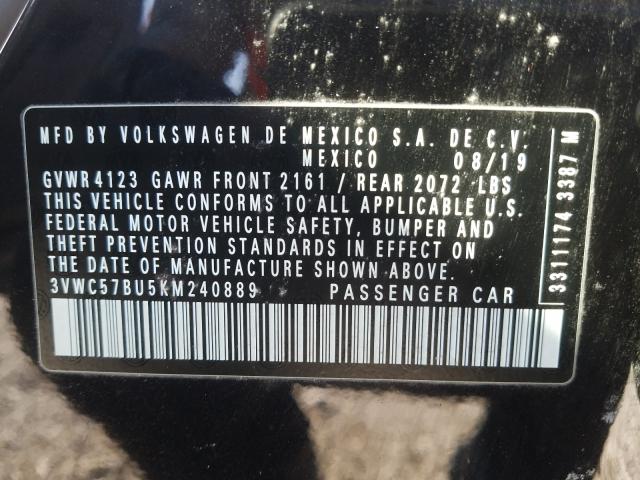 MFD BY VOLKSWAGEN DE MEXICO S.A. DE C.V.
MEXICO 08/19
GVWR 4123 GAWR FRONT 2161 / REAR 2072 LBS
THIS VEHICLE CONFORMS TO ALL APPLICABLE U.S.
FEDERAL MOTOR VEHICLE SAFETY, BUMPER AND
THEFT PREVENTION STANDARDS IN EFFECT ON
THE DATE OF MANUFACTURE SHOWN ABOVE.
3VWC57BU5KM240889 PASSENGER CAR
3311174 3387 M